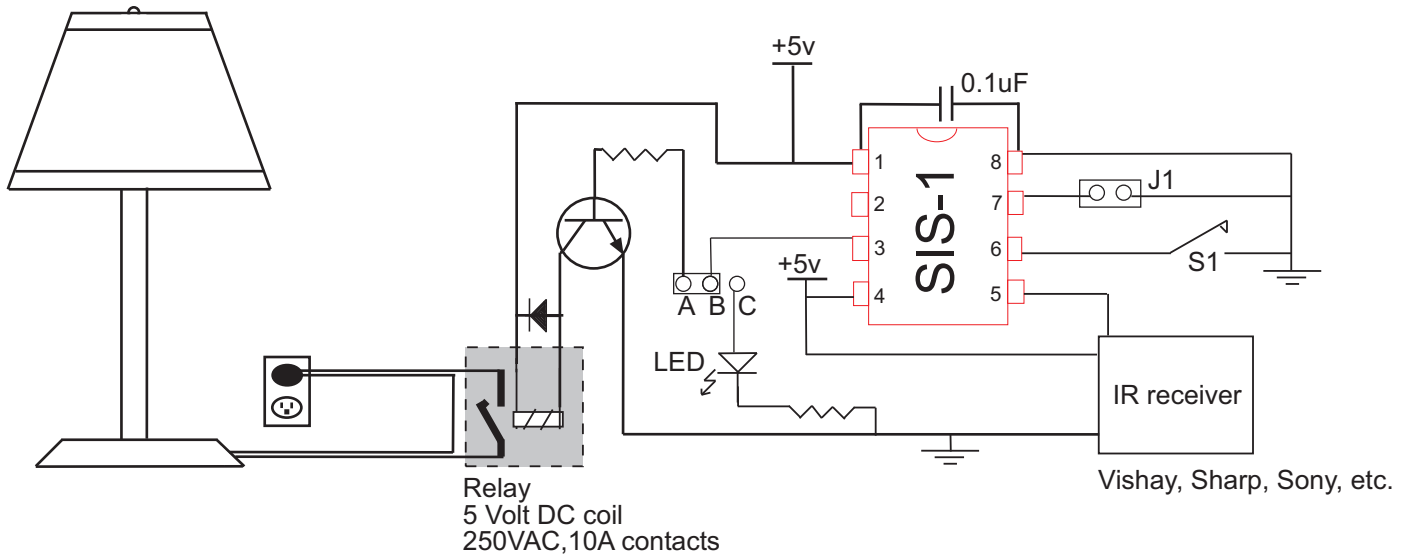 +5v
0.1uF
1
2
3
4
SIS-1
8
7
6
5
J1
S1
+5v
A B C
LED
IR receiver
Vishay, Sharp, Sony, etc.
Relay
5 Volt DC coil
250VAC,10A contacts